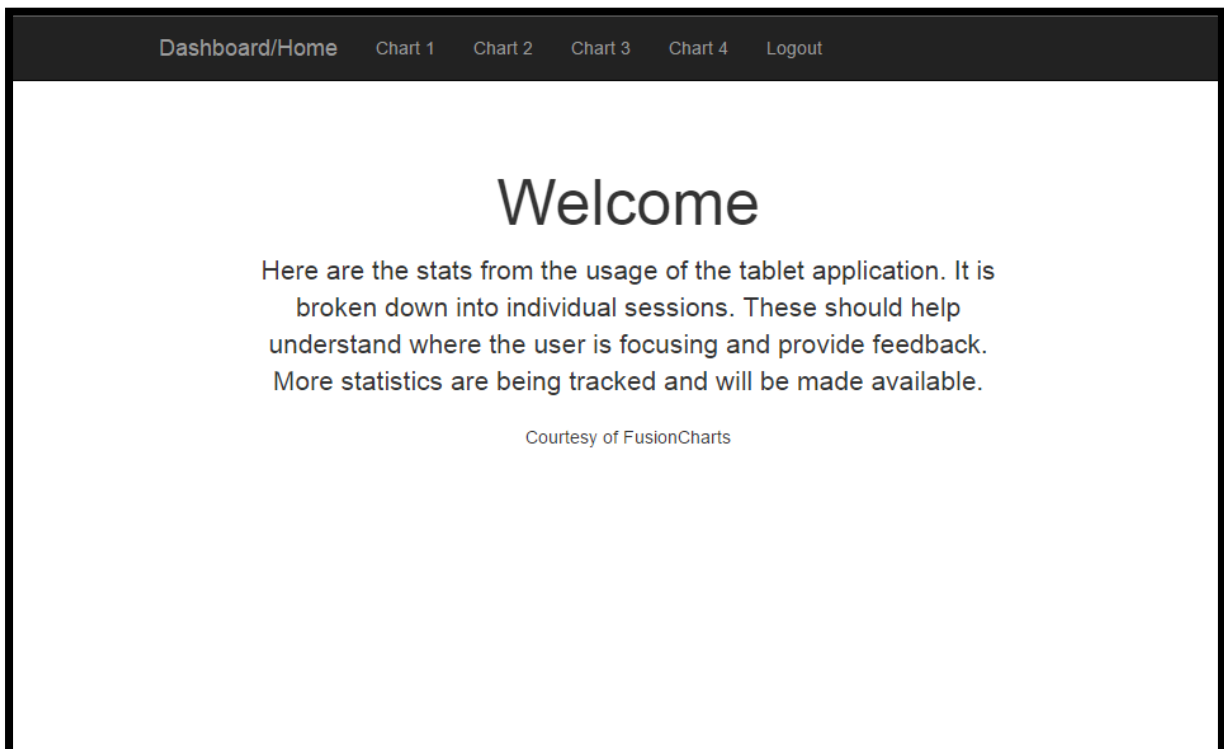 Dashboard/Home Chart 1 Chart 2 Chart 3 Chart 4 Logout
Welcome
Here are the stats from the usage of the tablet application. It is
broken down into individual sessions. These should help
understand where the user is focusing and provide feedback.
More statistics are being tracked and will be made available.
Courtesy of FusionCharts